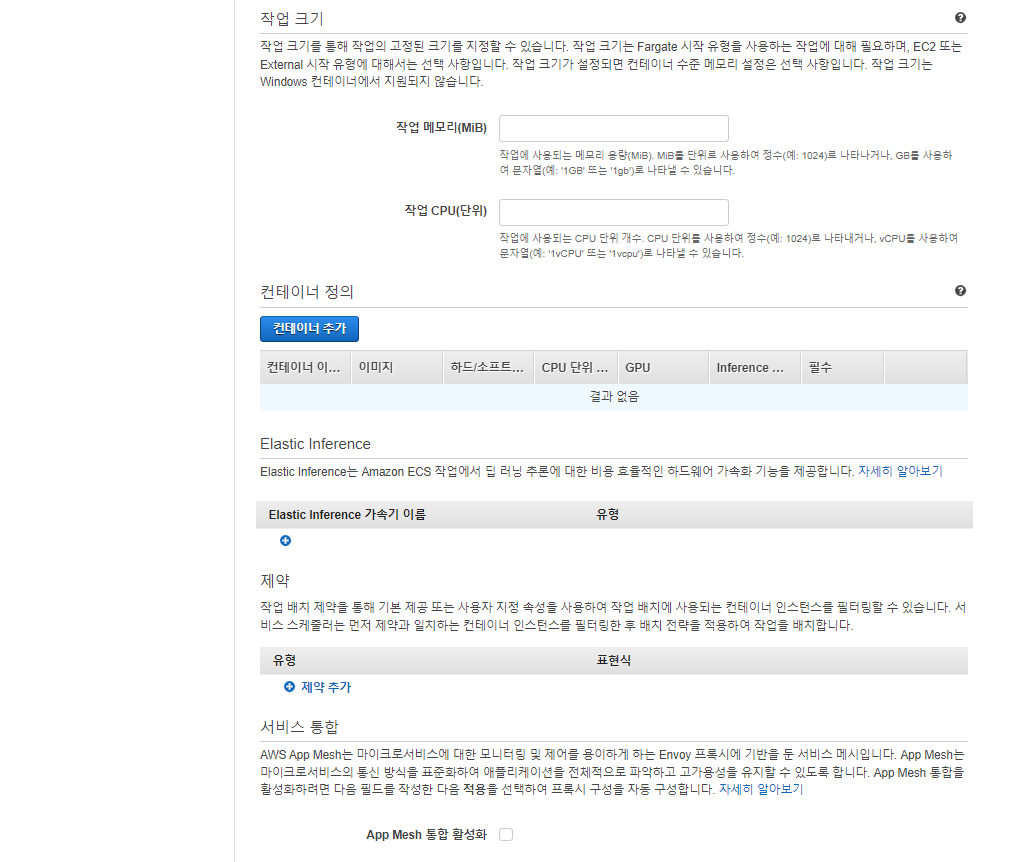 작업 크기
작업 크기를 통해 작업의 고정된 크기를 지정할 수 있습니다. 작업 크기는 Fargate 시작 유형을 사용하는 작업에 대해 필요하며, EC2 또는
External 시작 유형에 대해서는 선택 사항입니다. 작업 크기가 설정되면 컨테이너 수준 메모리 설정은 선택 사항입니다. 작업 크기는
Windows 컨테이너에서 지원되지 않습니다.
작업 메모리(MiB)
작업에 사용되는 메모리 용량(MiB). MiB를 단위로 사용하여 정수(예: 1024)로 나타나거나, GB를 사용하
여 문자열(예: '1GB' 또는 '1gb')로 나타낼 수 있습니다.
작업 CPU(단위)
작업에 사용되는 CPU 단위 개수. CPU 단위를 사용하여 정수(예: 1024)로 나타내거나, vCPU를 사용하여
문자열(예: '1vCPU' 또는 '1vcpu')로 나타낼 수 있습니다.
컨테이너 정의
컨테이너 추가
컨테이너 이... 이미지 하드/소프트... CPU 단위 ... GPU Inference ... 필수
결과 없음
Elastic Inference
Elastic Inference는 Amazon ECS 작업에서 딥 러닝 추론에 대한 비용 효율적인 하드웨어 가속화 기능을 제공합니다. 자세히 알아보기
Elastic Inference 가속기 이름 유형
제약
작업 배치 제약을 통해 기본 제공 또는 사용자 지정 속성을 사용하여 작업 배치에 사용되는 컨테이너 인스턴스를 필터링할 수 있습니다. 서
비스 스케줄러는 먼저 제약과 일치하는 컨테이너 인스턴스를 필터링한 후 배치 전략을 적용하여 작업을 배치합니다.
유형 표현식
제약 추가
서비스 통합
AWS App Mesh는 마이크로서비스에 대한 모니터링 및 제어를 용이하게 하는 Envoy 프록시에 기반을 둔 서비스 메시입니다. App Mesh는
마이크로서비스의 통신 방식을 표준화하여 애플리케이션을 전체적으로 파악하고 고가용성을 유지할 수 있도록 합니다. App Mesh 통합을
활성화하려면 다음 필드를 작성한 다음 적용을 선택하여 프록시 구성을 자동 구성합니다. 자세히 알아보기
App Mesh 통합 활성화